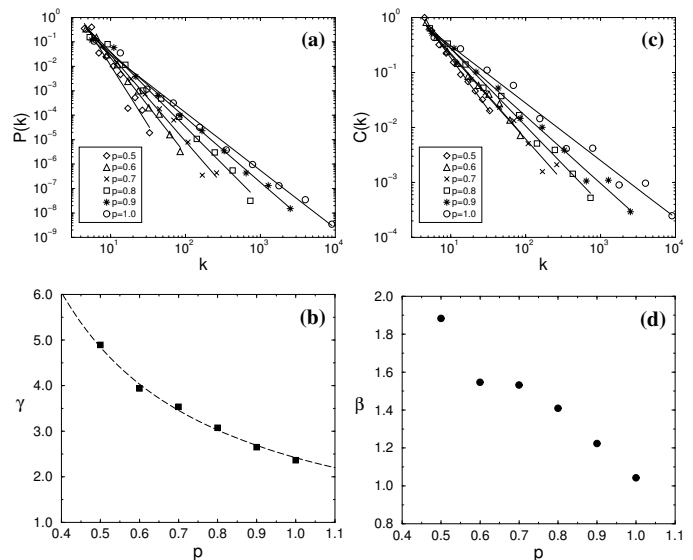 10^1
10^0
10^-1
10^-2
10^-3
10^-4
10^-5
10^-6
10^-7
10^-8
10^-9
P(k)
(a)
p=0.5
p=0.6
p=0.7
p=0.8
p=0.9
p=1.0
10^1
10^2
10^3
10^4
k
10^0
10^-1
10^-2
10^-3
10^-4
C(k)
(c)
p=0.5
p=0.6
p=0.7
p=0.8
p=0.9
p=1.0
10^1
10^2
10^3
10^4
k
6.0
5.0
4.0
3.0
2.0
1.0
γ
(b)
0.4 0.5 0.6 0.7 0.8 0.9 1.0 1.1
p
2.0
1.8
1.6
1.4
1.2
1.0
0.8
β
(d)
0.4 0.5 0.6 0.7 0.8 0.9 1.0 1.1
p